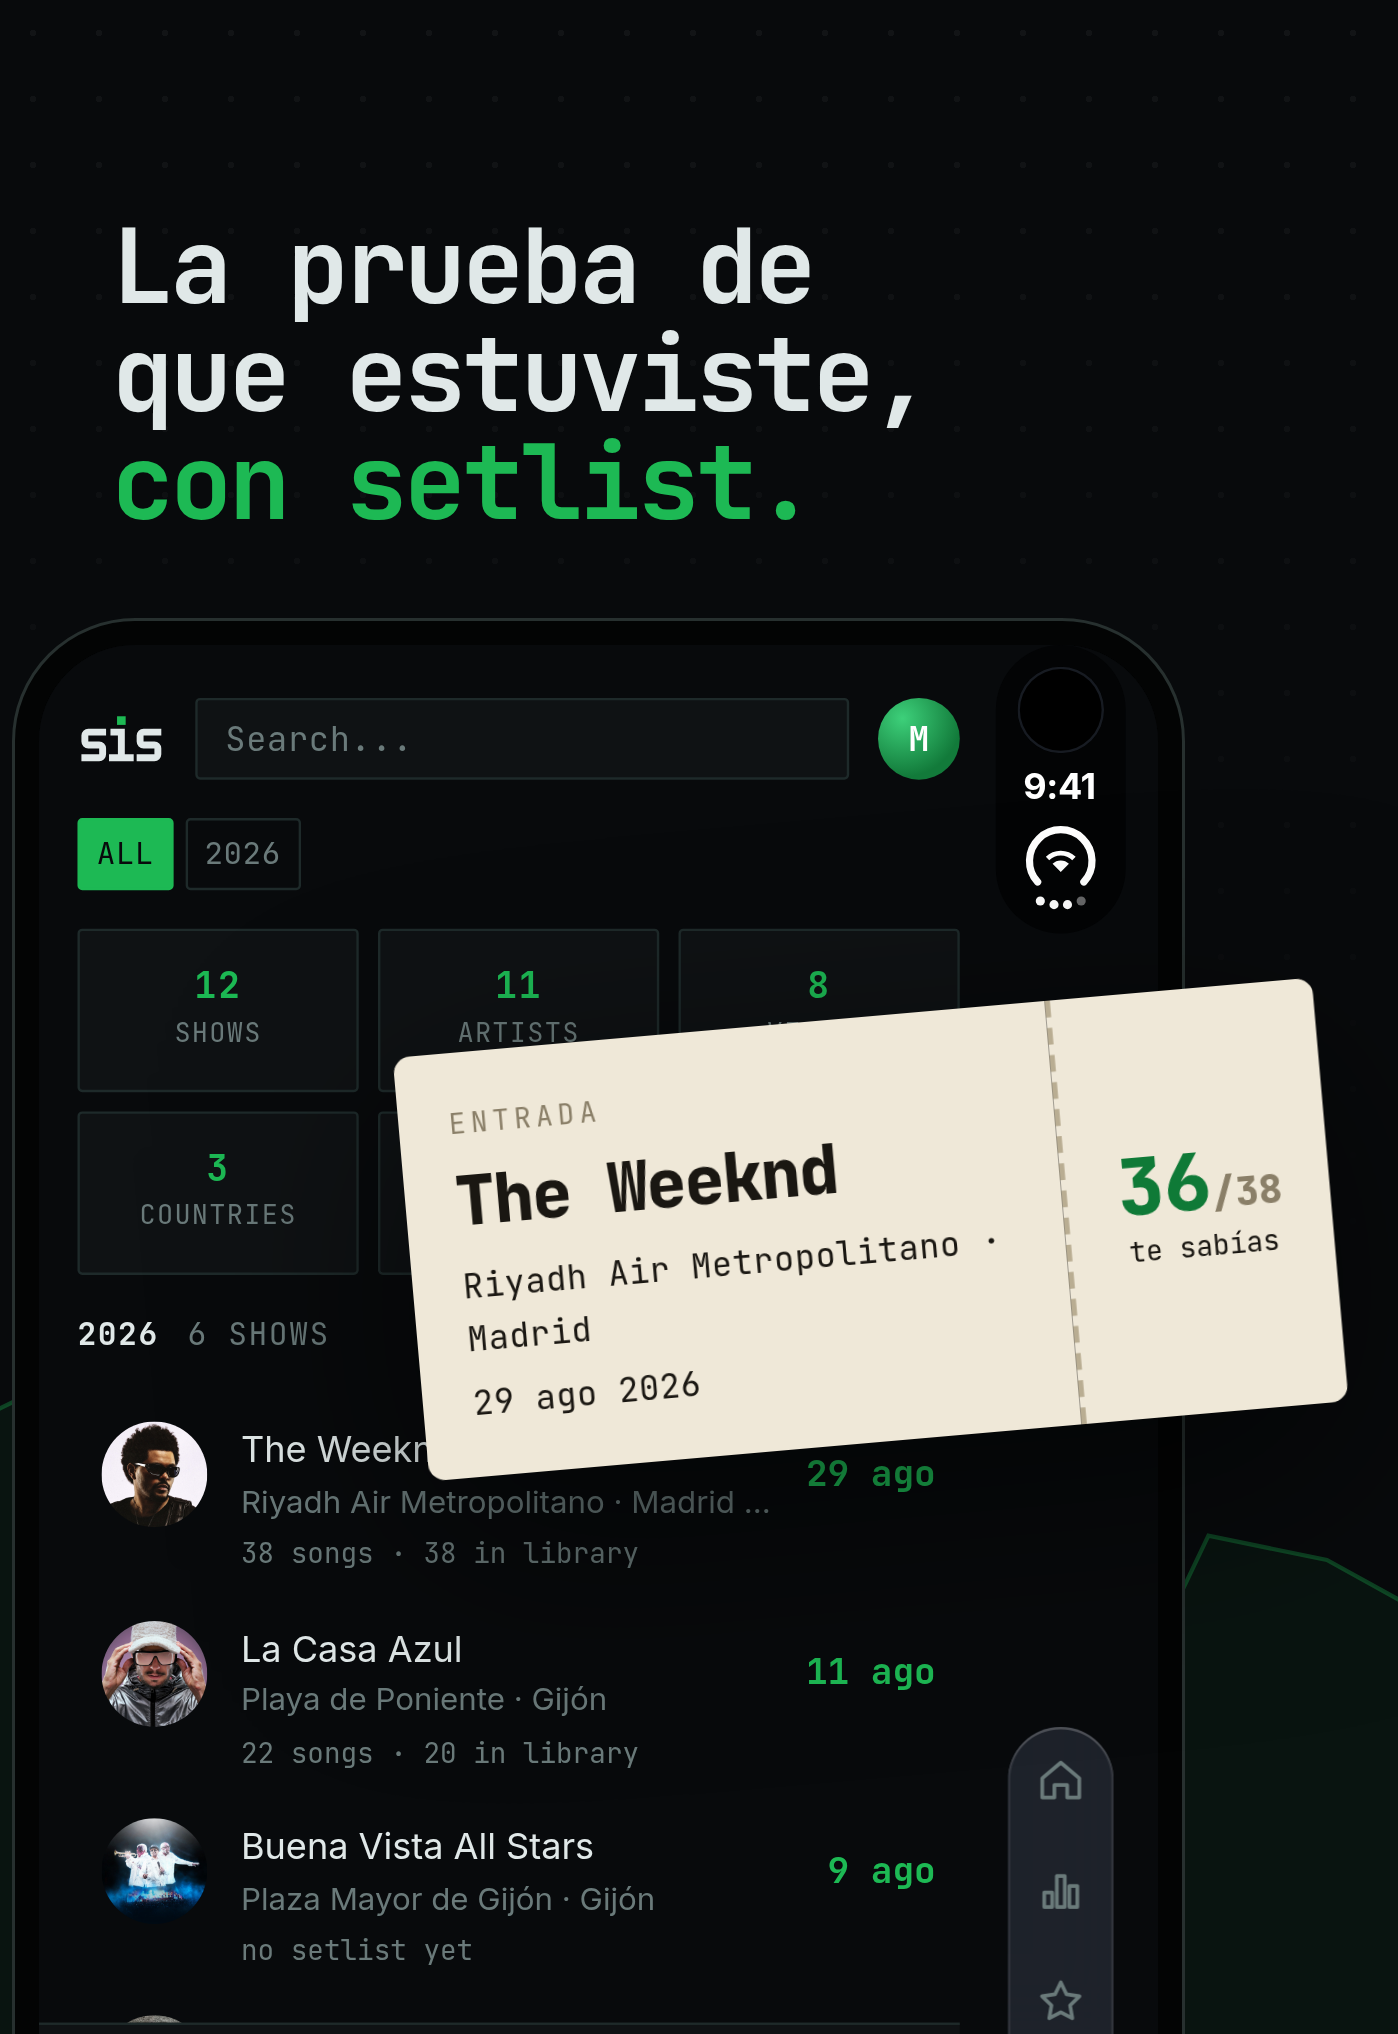 La prueba de
que estuviste,
con setlist.
sis
Search...
M
9:41
ALL
2026
12
SHOWS
11
ARTISTS
8
3
COUNTRIES
ENTRADA
The Weeknd
Riyadh Air Metropolitano ·
Madrid
29 ago 2026
36/38
te sabías
2026 6 SHOWS
The Weekn
29 ago
Riyadh Air Metropolitano · Madrid ...
38 songs · 38 in library
La Casa Azul
11 ago
Playa de Poniente · Gijón
22 songs · 20 in library
Buena Vista All Stars
9 ago
Plaza Mayor de Gijón · Gijón
no setlist yet